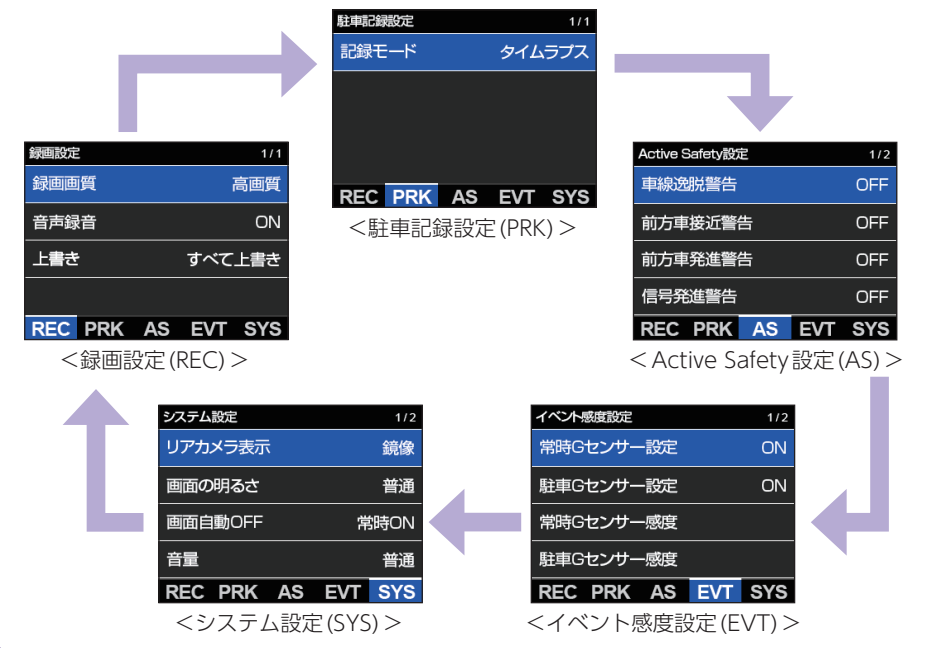 駐車記録設定 1/1
記録モード タイムラプス
REC PRK AS EVT SYS
＜駐車記録設定(PRK)＞
録画設定 1/1
録画画質 高画質
音声録音 ON
上書き すべて上書き
REC PRK AS EVT SYS
＜録画設定(REC)＞
Active Safety設定 1/2
車線逸脱警告 OFF
前方車接近警告 OFF
前方車発進警告 OFF
信号発進警告 OFF
REC PRK AS EVT SYS
＜Active Safety設定(AS)＞
システム設定 1/2
リアカメラ表示 鏡像
画面の明るさ 普通
画面自動OFF 常時ON
音量 普通
REC PRK AS EVT SYS
＜システム設定(SYS)＞
イベント感度設定 1/2
常時Gセンサー設定 ON
駐車Gセンサー設定 ON
常時Gセンサー感度
駐車Gセンサー感度
REC PRK AS EVT SYS
＜イベント感度設定(EVT)＞